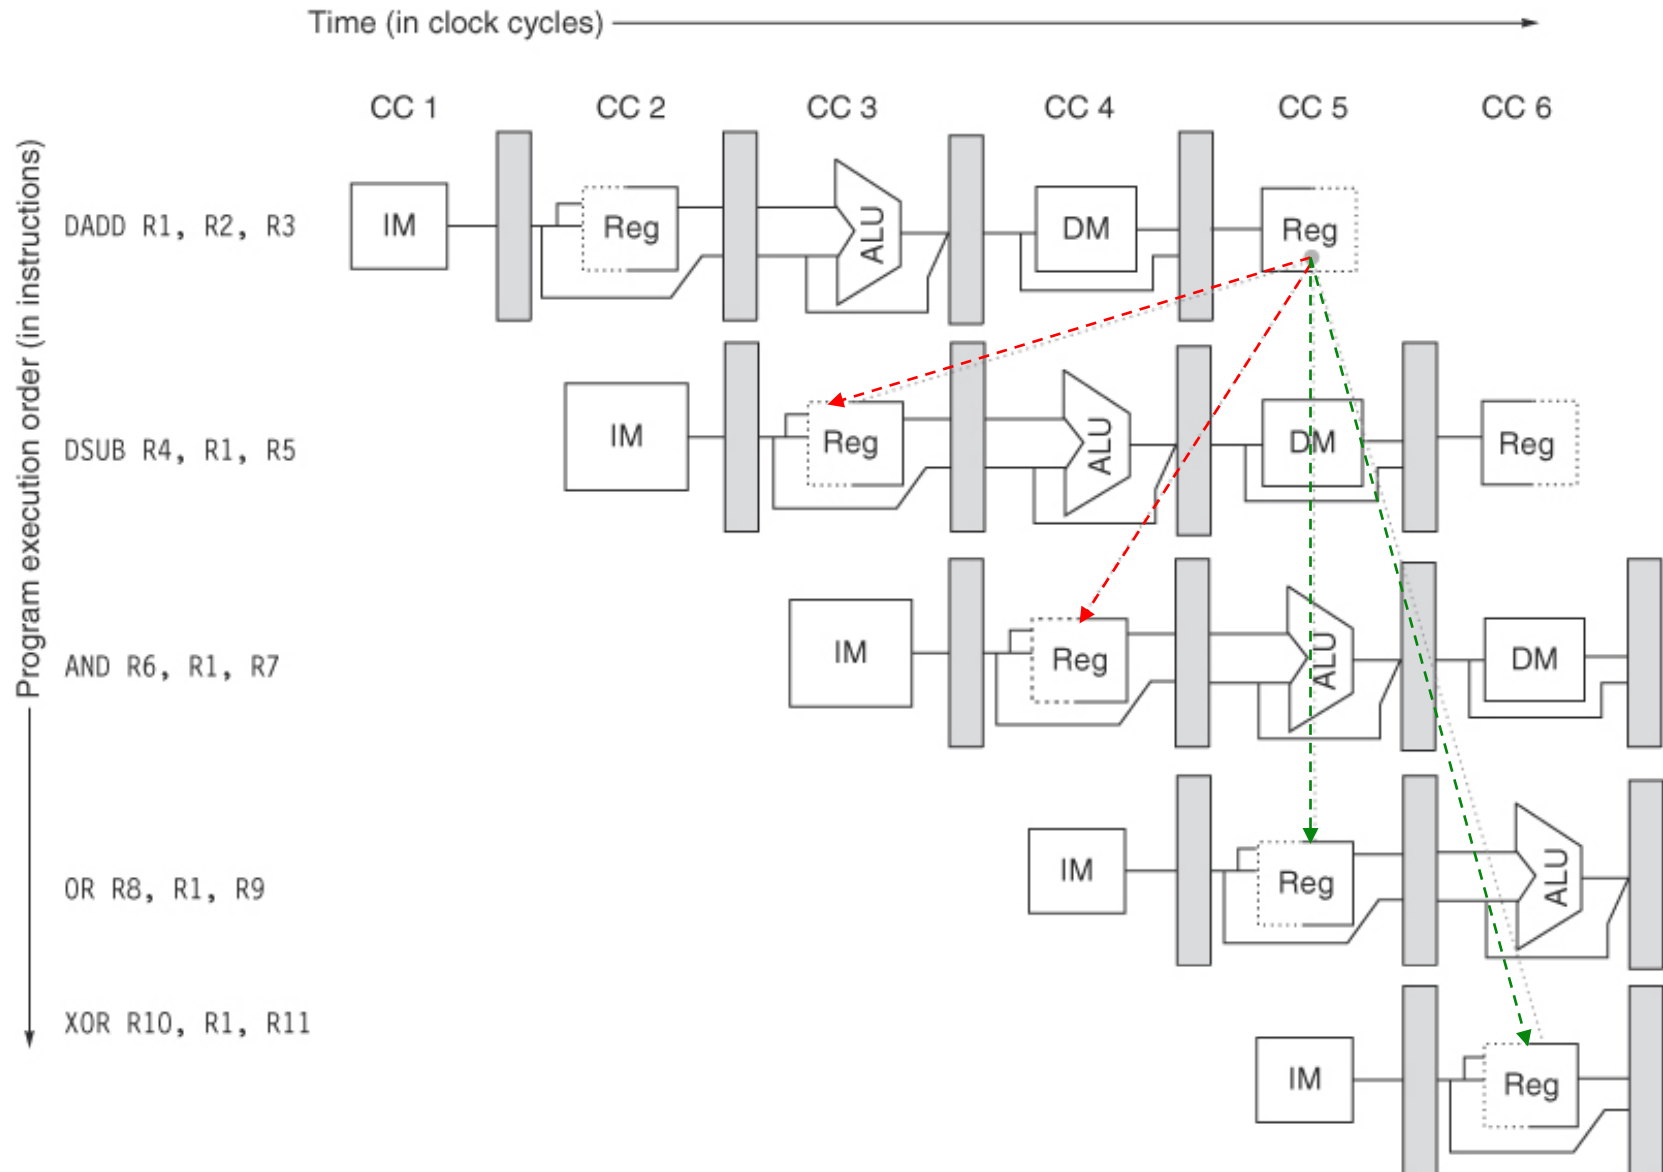 Time (in clock cycles)
CC 1 CC 2 CC 3 CC 4 CC 5 CC 6
Program execution order (in instructions)
DADD R1, R2, R3
IM Reg ALU DM Reg
DSUB R4, R1, R5
IM Reg ALU DM Reg
AND R6, R1, R7
IM Reg ALU DM
OR R8, R1, R9
IM Reg ALU
XOR R10, R1, R11
IM Reg